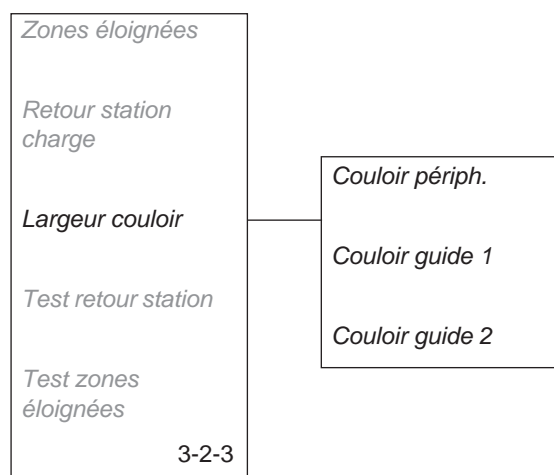 Zones éloignées
Retour station
charge
Largeur couloir
Test retour station
Test zones
éloignées
3-2-3
Couloir périph.
Couloir guide 1
Couloir guide 2